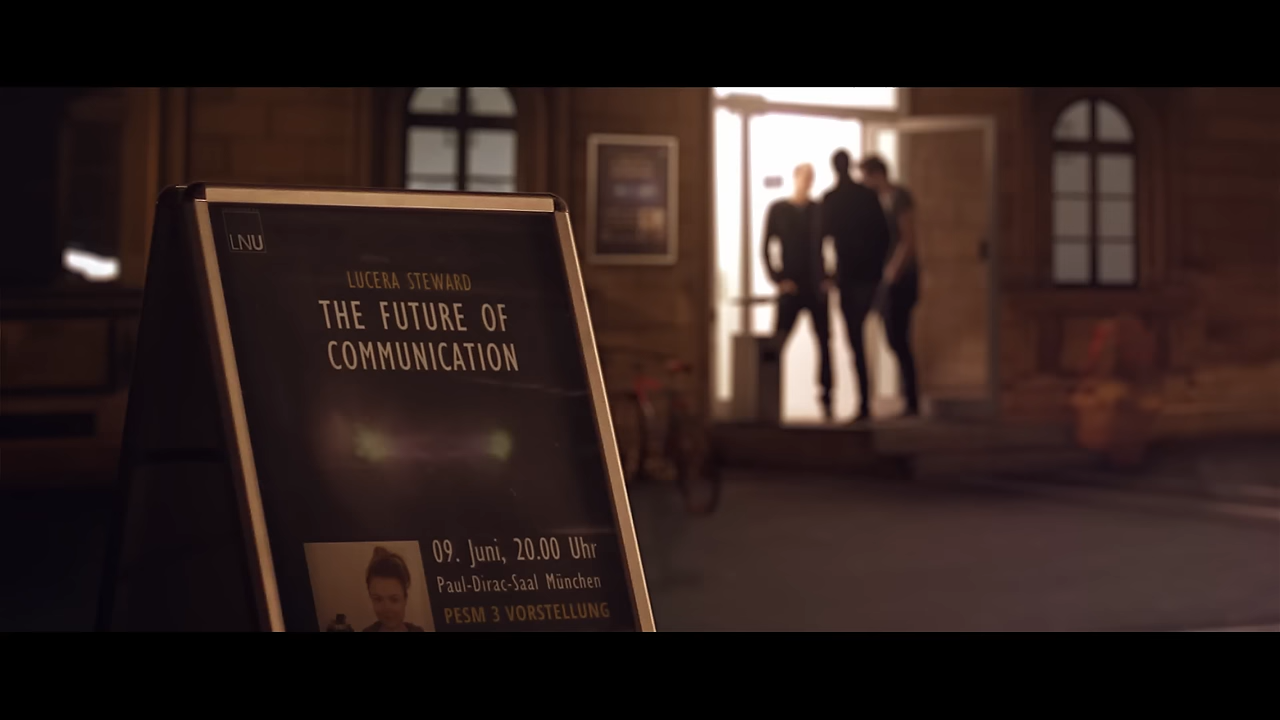 LNU
LUCERA STEWARD
THE FUTURE OF
COMMUNICATION
09. Juni, 20.00 Uhr
Paul-Dirac-Saal München
PESM 3 VORSTELLUNG